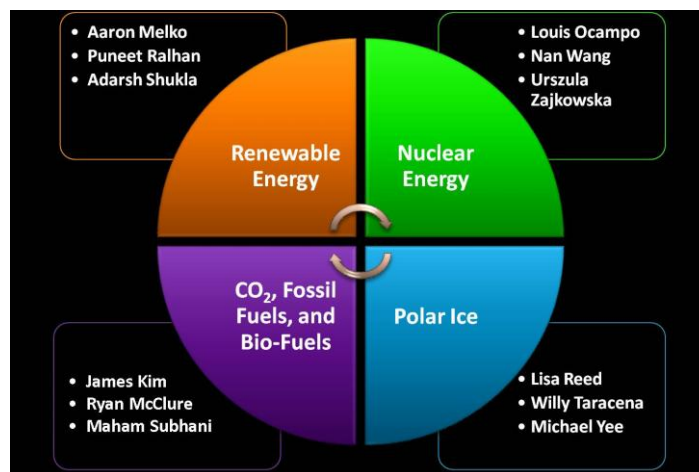 • Aaron Melko
• Puneet Ralhan
• Adarsh Shukla
• Louis Ocampo
• Nan Wang
• Urszula
Zajkowska
Renewable
Energy
Nuclear
Energy
CO₂, Fossil
Fuels, and
Bio-Fuels
Polar Ice
• James Kim
• Ryan McClure
• Maham Subhani
• Lisa Reed
• Willy Taracena
• Michael Yee